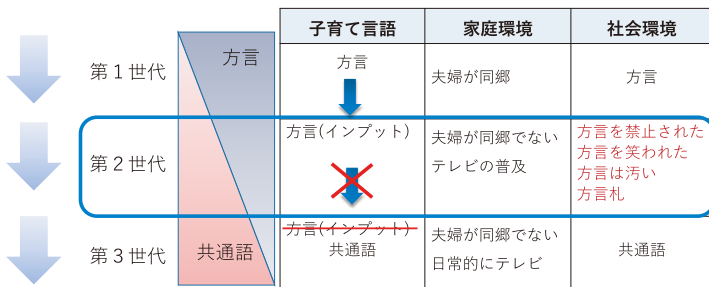 子育て言語 家庭環境 社会環境
第1世代 方言 方言 夫婦が同郷 方言
第2世代 方言(インプット) 夫婦が同郷でない 方言を禁止された
テレビの普及 方言を笑われた
方言は汚い
方言札
第3世代 共通語 方言(インプット) 夫婦が同郷でない 共通語
共通語 日常的にテレビ